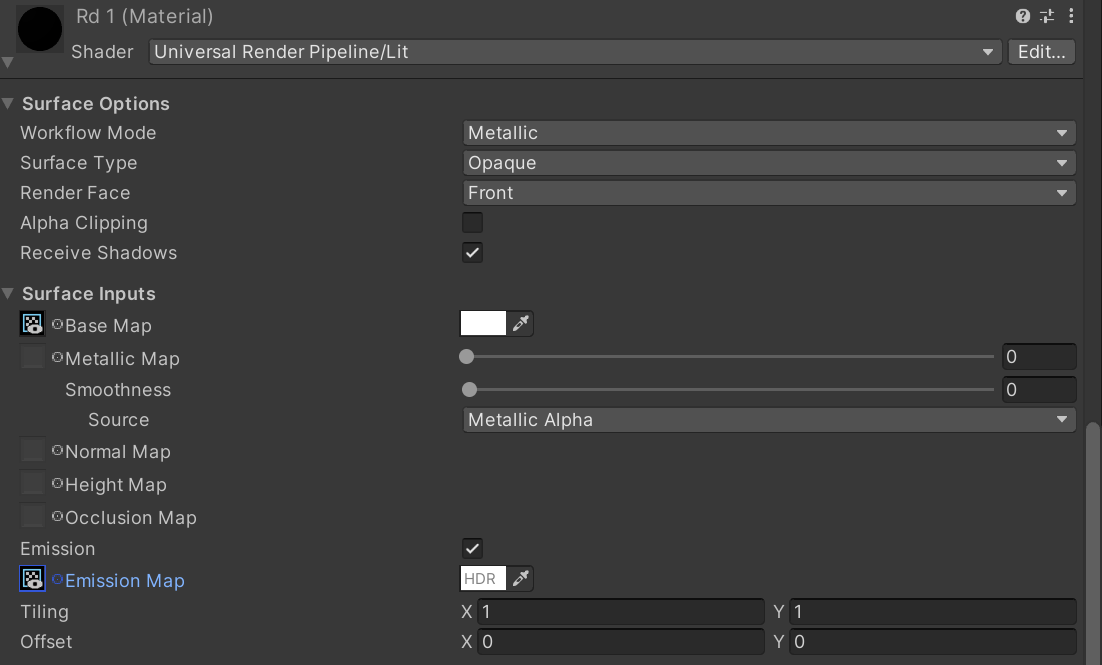 Rd 1 (Material)
Shader Universal Render Pipeline/Lit Edit...
Surface Options
Workflow Mode Metallic
Surface Type Opaque
Render Face Front
Alpha Clipping
Receive Shadows
Surface Inputs
Base Map
Metallic Map 0
Smoothness 0
Source Metallic Alpha
Normal Map
Height Map
Occlusion Map
Emission
Emission Map HDR
Tiling X 1 Y 1
Offset X 0 Y 0